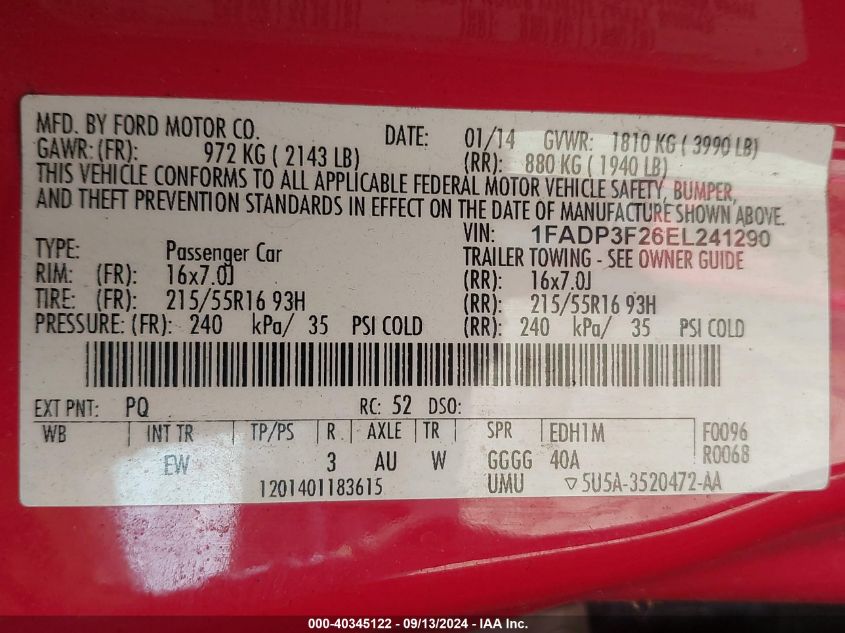 MFD. BY FORD MOTOR CO. DATE: 01/14 GVWR: 1810 KG ( 3990 LB)
GAWR: (FR): 972 KG ( 2143 LB) (RR): 880 KG ( 1940 LB)
THIS VEHICLE CONFORMS TO ALL APPLICABLE FEDERAL MOTOR VEHICLE SAFETY, BUMPER,
AND THEFT PREVENTION STANDARDS IN EFFECT ON THE DATE OF MANUFACTURE SHOWN ABOVE.
VIN: 1FADP3F26EL241290
TYPE: Passenger Car TRAILER TOWING - SEE OWNER GUIDE
RIM: (FR): 16x7.0J (RR): 16x7.0J
TIRE: (FR): 215/55R16 93H (RR): 215/55R16 93H
PRESSURE: (FR): 240 kPa/ 35 PSI COLD (RR): 240 kPa/ 35 PSI COLD
EXT PNT: PQ RC: 52 DSO:
WB INT TR TP/PS R AXLE TR SPR EDH1M F0096
EW 3 AU W GGGG 40A R0068
1201401183615 UMU ▽5U5A-3520472-AA
000-40345122 - 09/13/2024 - IAA Inc.